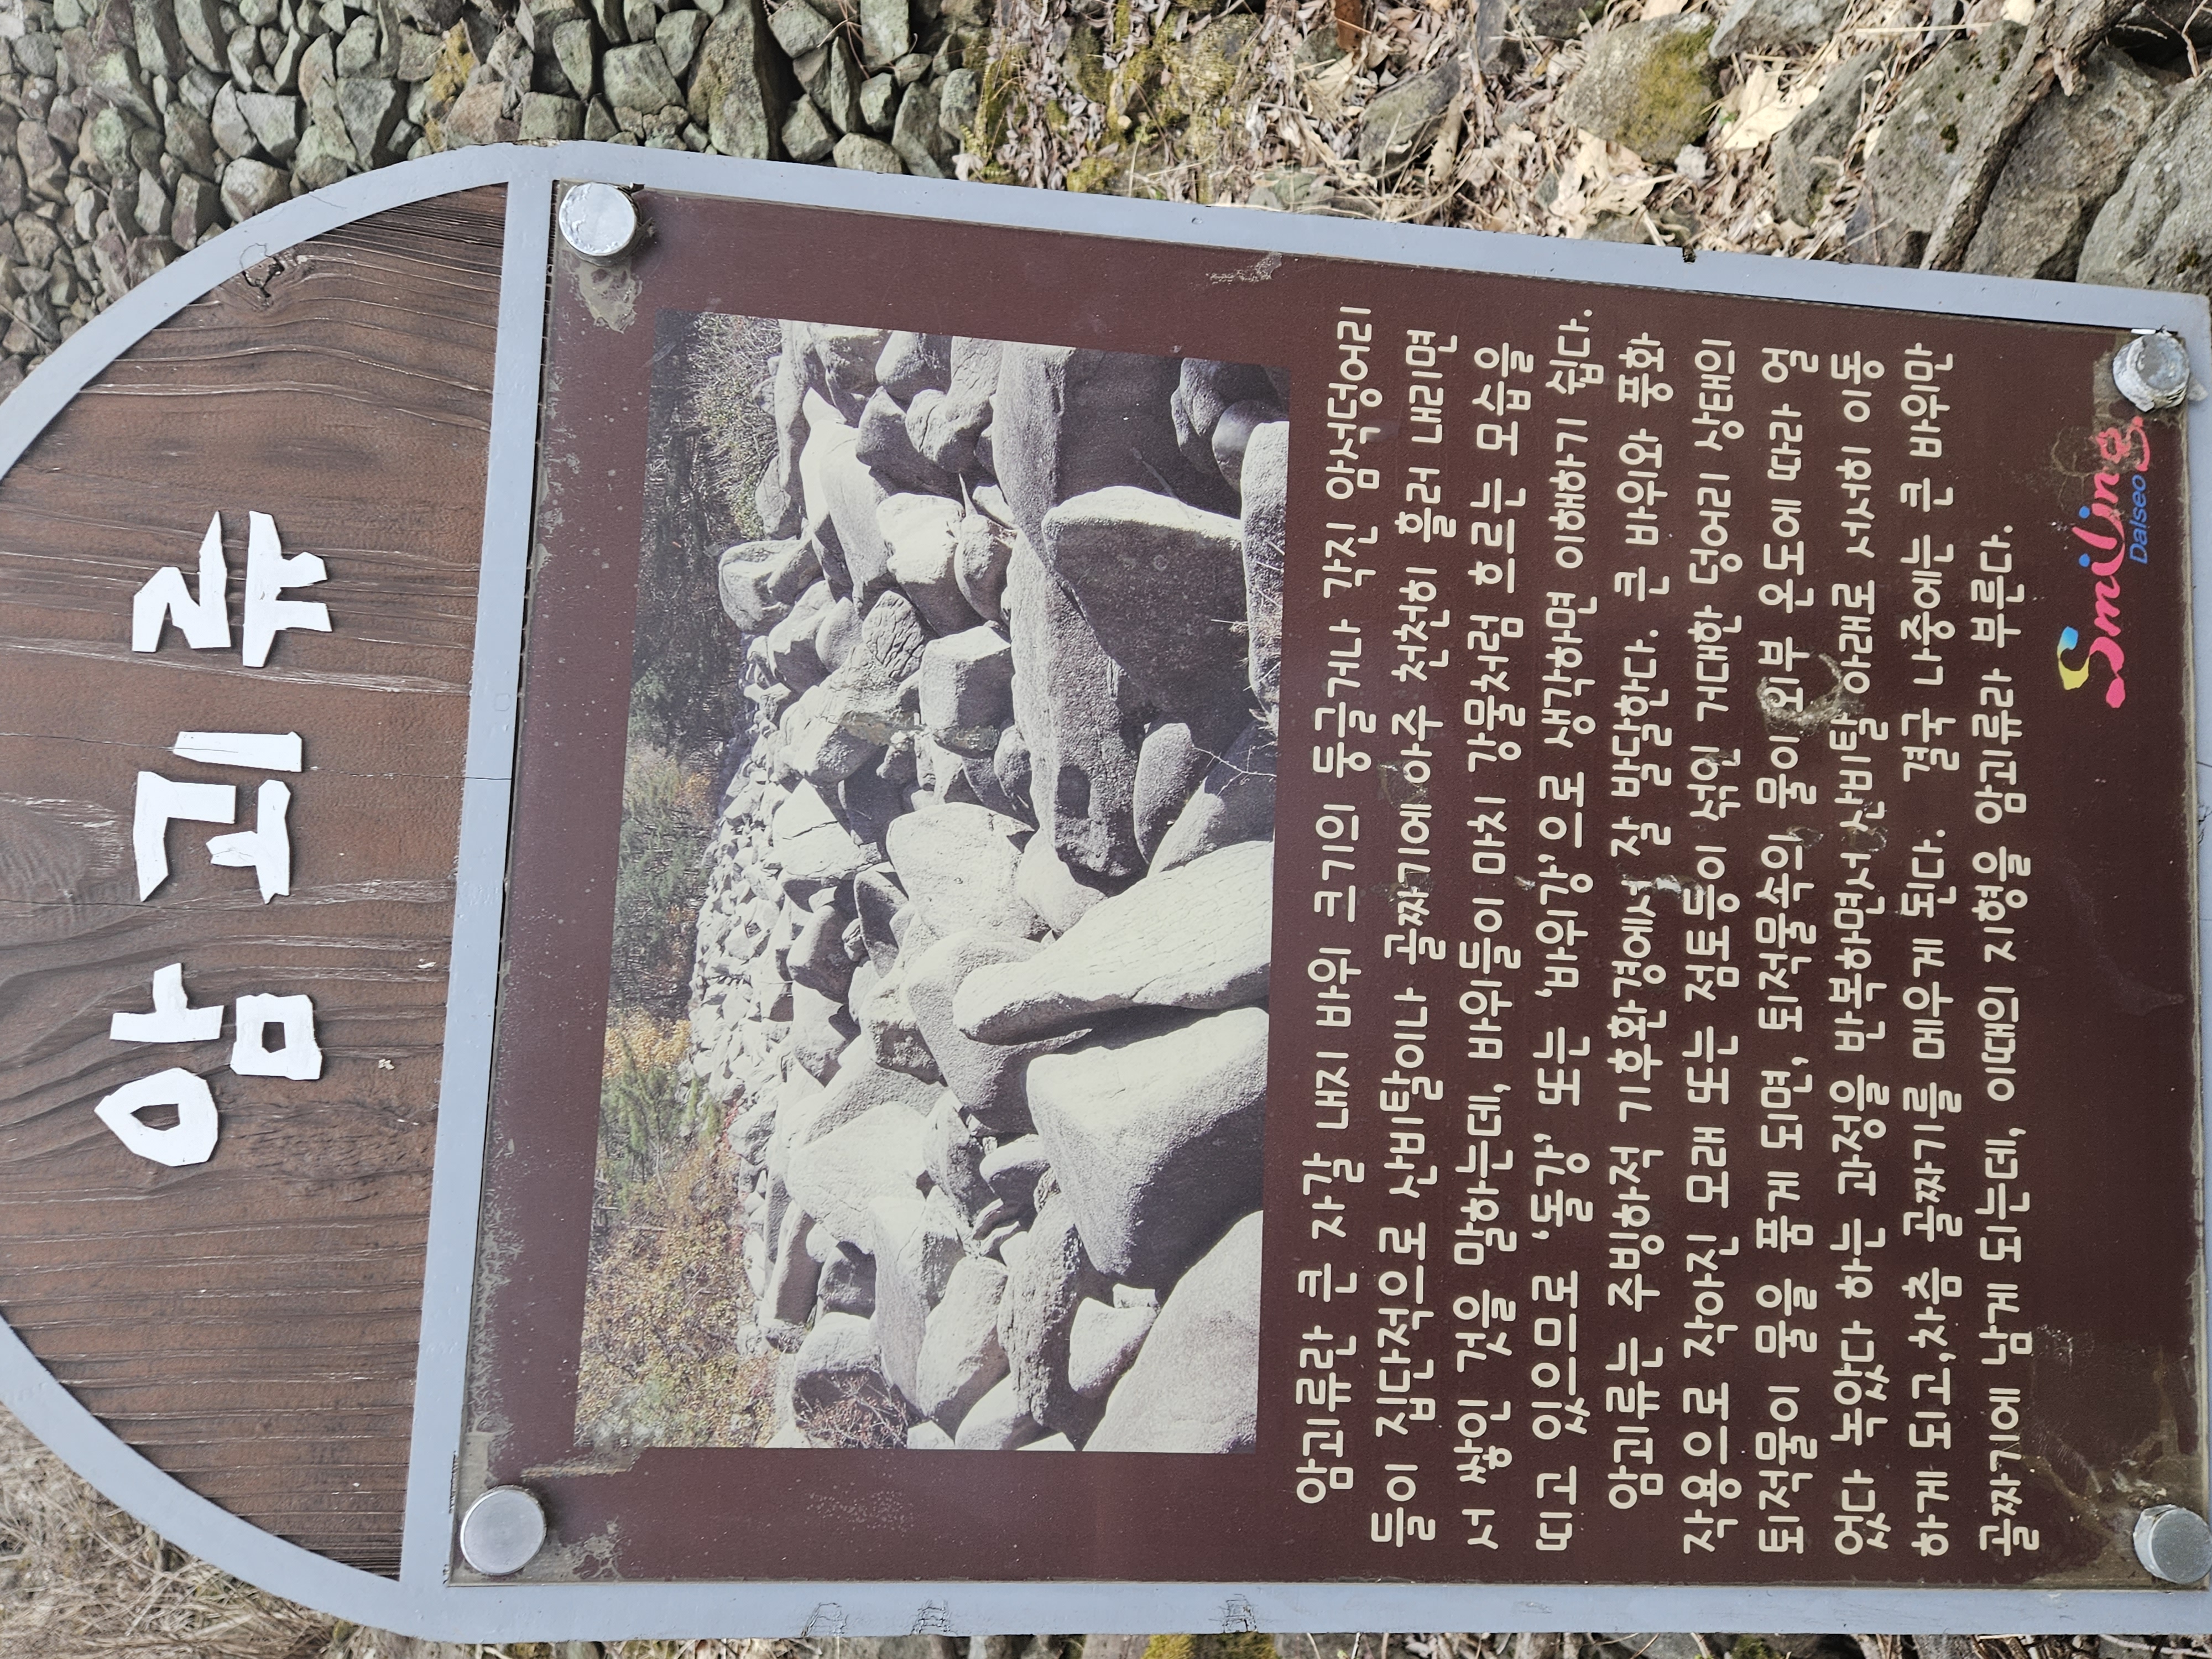 암괴류
암괴류란 큰 자갈 내지 바위 크기의 둥글거나 각진 암석덩어리
들이 집단적으로 산비탈이나 골짜기에 아주 천천히 흘러 내리면
서 쌓인 것을 말하는데, 바위들이 마치 강물처럼 흐르는 모습을
띠고 있으므로 '돌강' 또는 '바위강'으로 생각하면 이해하기 쉽다.
암괴류는 주빙하적 기후환경에서 잘 발달한다. 큰 바위와 풍화
작용으로 작아진 모래 또는 점토등이 섞인 거대한 덩어리 상태의
퇴적물이 물을 품게 되면, 퇴적물속의 물이 외부 온도에 따라 얼
었다 녹았다 하는 과정을 반복하면서 산비탈 아래로 서서히 이동
하게 되고,차츰 골짜기를 메우게 된다. 결국 나중에는 큰 바위만
골짜기에 남게 되는데, 이때의 지형을 암괴류라 부른다.
Smiling
Dalseo